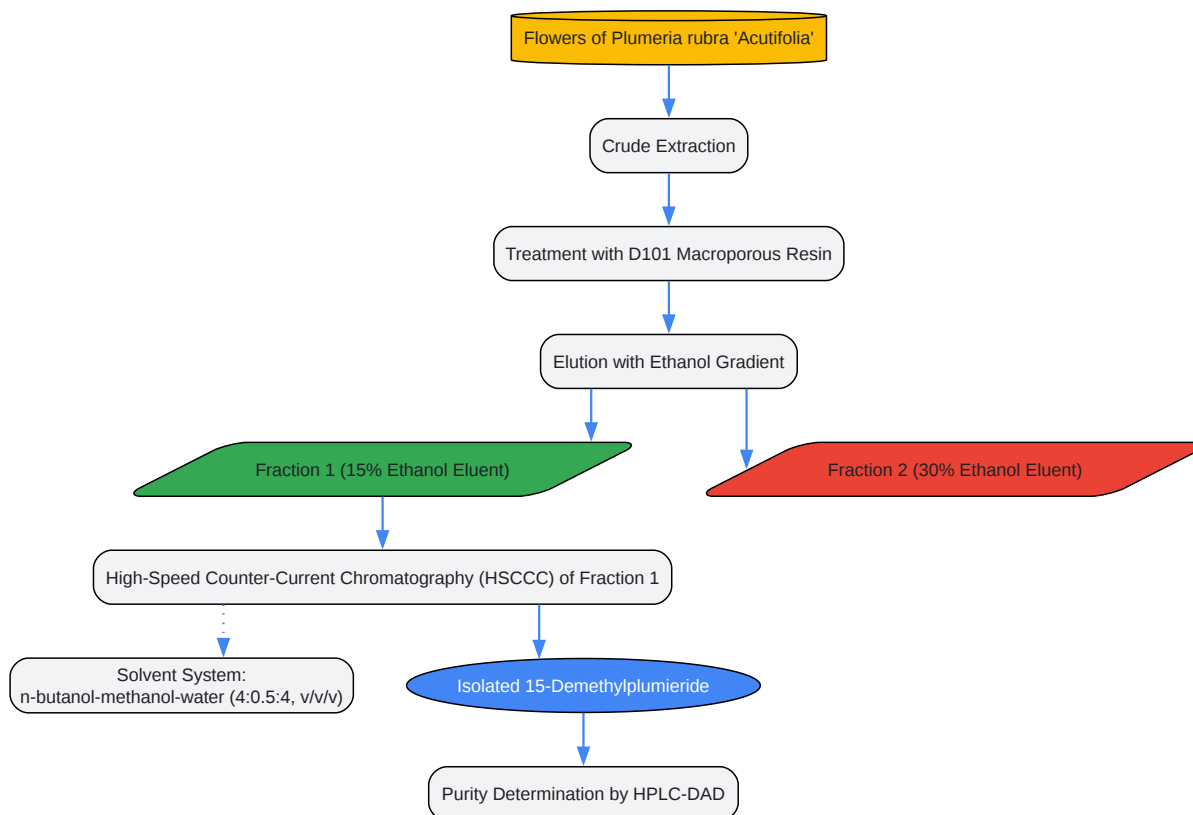 Flowers of Plumeria rubra 'Acutifolia'
Crude Extraction
Treatment with D101 Macroporous Resin
Elution with Ethanol Gradient
Fraction 1 (15% Ethanol Eluent)
Fraction 2 (30% Ethanol Eluent)
High-Speed Counter-Current Chromatography (HSCCC) of Fraction 1
Solvent System:
n-butanol-methanol-water (4:0.5:4, v/v/v)
Isolated 15-Demethylplumieride
Purity Determination by HPLC-DAD